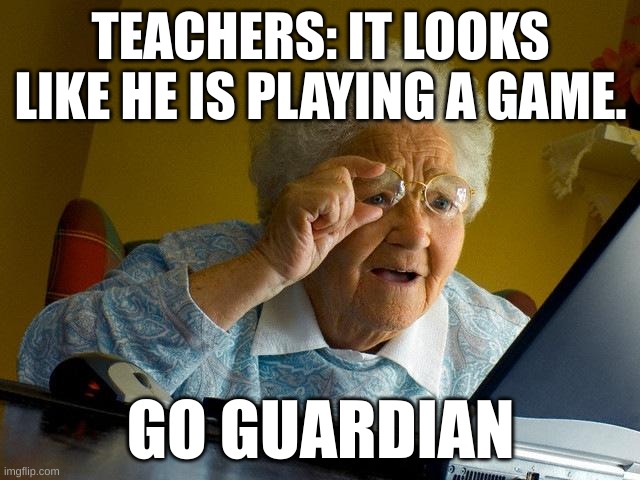 TEACHERS: IT LOOKS
LIKE HE IS PLAYING A GAME.
GO GUARDIAN
imgflip.com